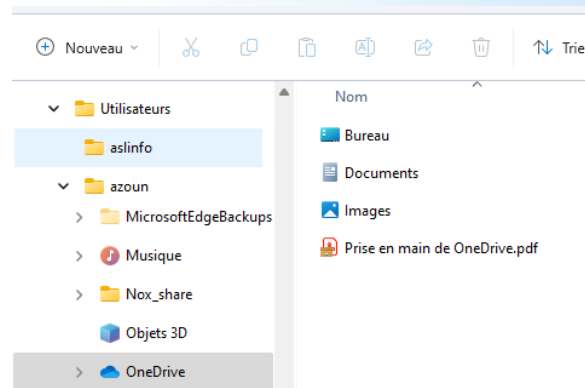 Nouveau
Trie
Utilisateurs
aslinfo
azoun
MicrosoftEdgeBackups
Musique
Nox_share
Objets 3D
OneDrive
Nom
Bureau
Documents
Images
Prise en main de OneDrive.pdf